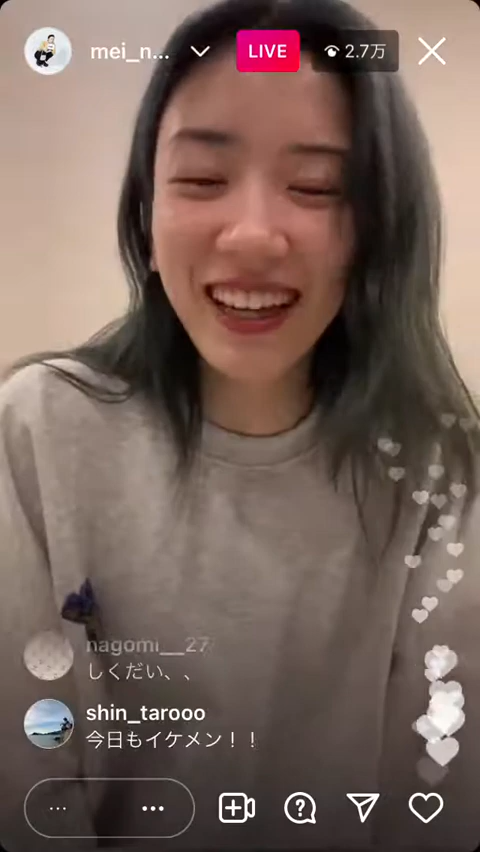 mei_n...
LIVE
2.7万
nagomi__27
しくだい、、
shin_tarooo
今日もイケメン！！